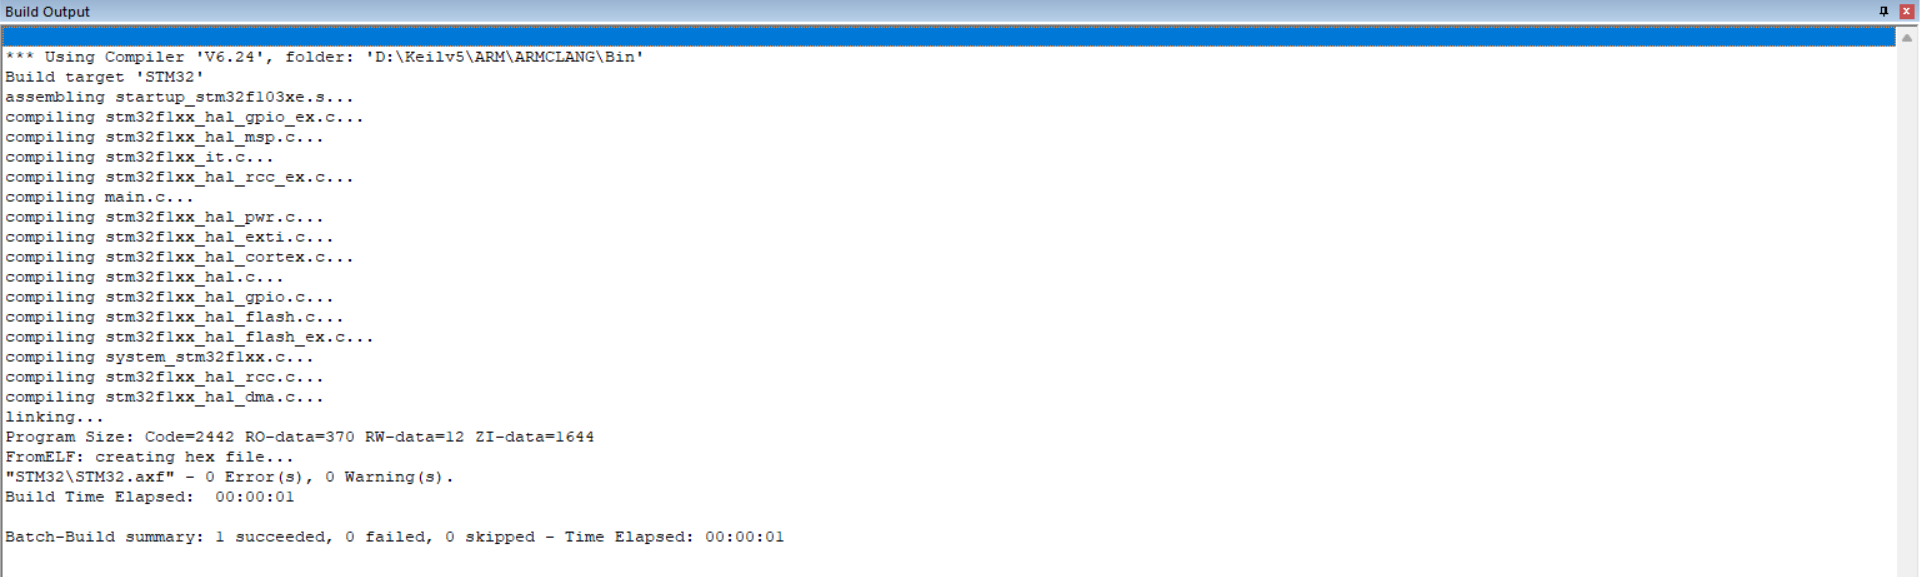 Build Output
*** Using Compiler 'V6.24', folder: 'D:\Keilv5\ARM\ARMCLANG\Bin'
Build target 'STM32'
assembling startup_stm32f103xe.s...
compiling stm32f1xx_hal_gpio_ex.c...
compiling stm32f1xx_hal_msp.c...
compiling stm32f1xx_it.c...
compiling stm32f1xx_hal_rcc_ex.c...
compiling main.c...
compiling stm32f1xx_hal_pwr.c...
compiling stm32f1xx_hal_exti.c...
compiling stm32f1xx_hal_cortex.c...
compiling stm32f1xx_hal.c...
compiling stm32f1xx_hal_gpio.c...
compiling stm32f1xx_hal_flash.c...
compiling stm32f1xx_hal_flash_ex.c...
compiling system_stm32f1xx.c...
compiling stm32f1xx_hal_rcc.c...
compiling stm32f1xx_hal_dma.c...
linking...
Program Size: Code=2442 RO-data=370 RW-data=12 ZI-data=1644
FromELF: creating hex file...
"STM32\STM32.axf" - 0 Error(s), 0 Warning(s).
Build Time Elapsed:  00:00:01
Batch-Build summary: 1 succeeded, 0 failed, 0 skipped - Time Elapsed: 00:00:01